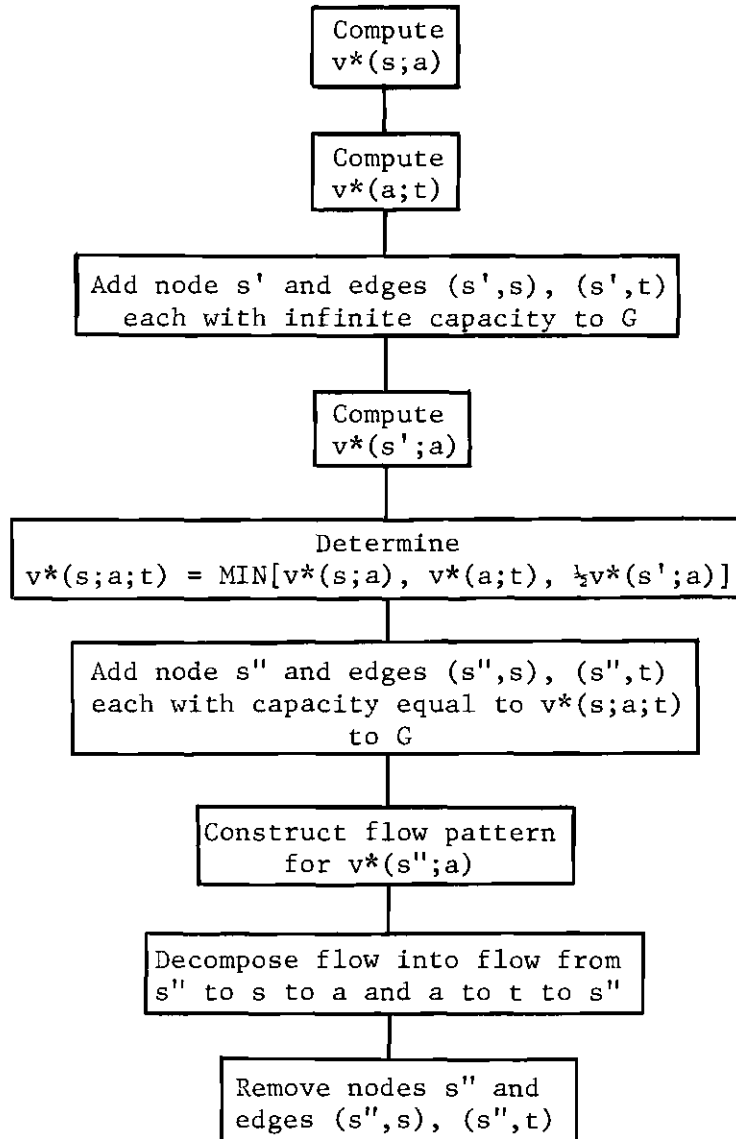 Compute
v*(s;a)
Compute
v*(a;t)
Add node s' and edges (s',s), (s',t)
each with infinite capacity to G
Compute
v*(s';a)
Determine
v*(s;a;t) = MIN[v*(s;a), v*(a;t), ½v*(s';a)]
Add node s" and edges (s",s), (s",t)
each with capacity equal to v*(s;a;t)
to G
Construct flow pattern
for v*(s";a)
Decompose flow into flow from
s" to s to a and a to t to s"
Remove nodes s" and
edges (s",s), (s",t)